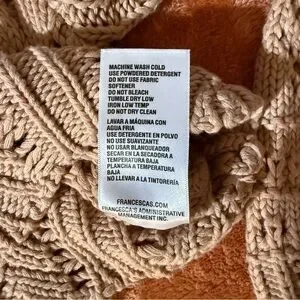 MACHINE WASH COLD
USE POWDERED DETERGENT
DO NOT USE FABRIC
SOFTENER
DO NOT BLEACH
TUMBLE DRY LOW
IRON LOW TEMP
DO NOT DRY CLEAN
LAVAR A MÁQUINA CON
AGUA FRIA
USE DETERGENTE EN POLVO
NO USE SUAVIZANTE
NO USAR BLANQUEADOR
SECAR EN LA SECADORA A
TEMPERATURA BAJA
PLANCHA A TEMPERATURA
BAJA
NO LLEVAR A LA TINTORERÍA
FRANCESCAS.COM
FRANCESCA'S ADMINISTRATIVE
MANAGEMENT INC.